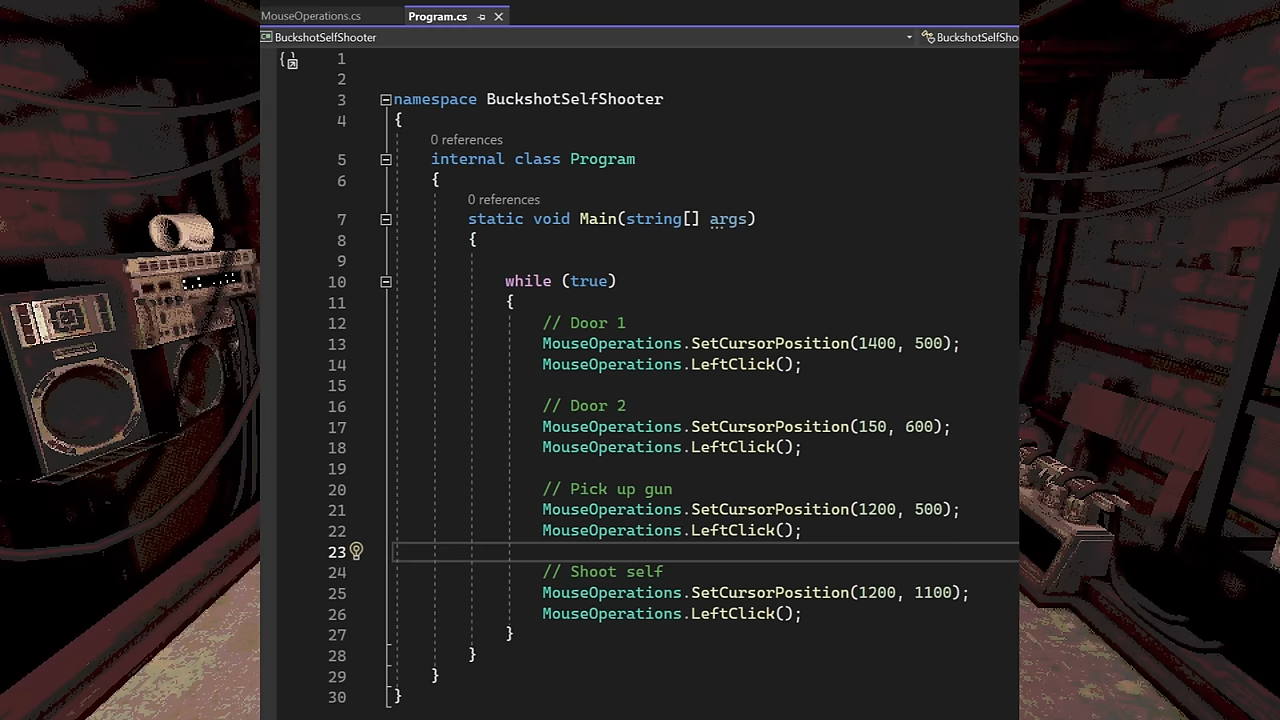 MouseOperations.cs
Program.cs
BuckshotSelfShooter
BuckshotSelfSho
1
2
3 namespace BuckshotSelfShooter
4 {
0 references
5 internal class Program
6 {
0 references
7 static void Main(string[] args)
8 {
9
10 while (true)
11 {
12 // Door 1
13 MouseOperations.SetCursorPosition(1400, 500);
14 MouseOperations.LeftClick();
15
16 // Door 2
17 MouseOperations.SetCursorPosition(150, 600);
18 MouseOperations.LeftClick();
19
20 // Pick up gun
21 MouseOperations.SetCursorPosition(1200, 500);
22 MouseOperations.LeftClick();
23
24 // Shoot self
25 MouseOperations.SetCursorPosition(1200, 1100);
26 MouseOperations.LeftClick();
27 }
28 }
29 }
30 }